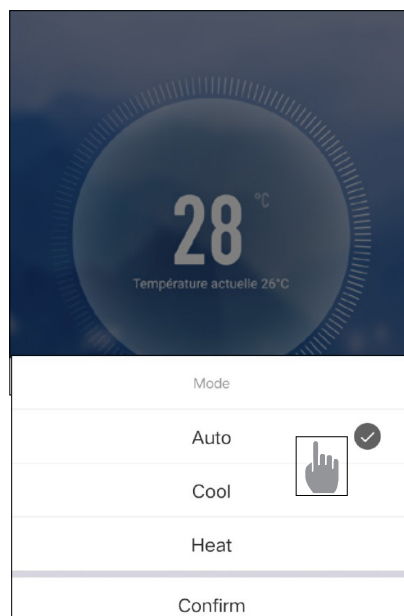 28 °C
Température actuelle 26°C
Mode
Auto
Cool
Heat
Confirm